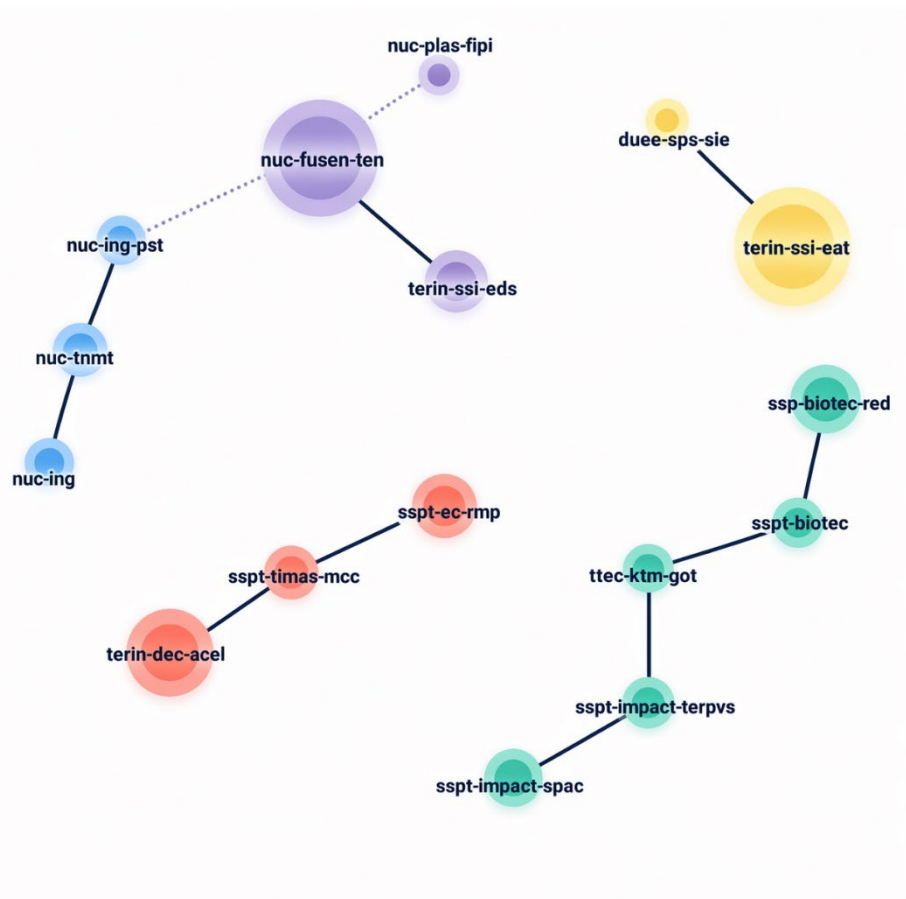 nuc-plas-fipi
duee-sps-sie
nuc-fusen-ten
nuc-ing-pst
terin-ssi-eat
terin-ssi-eds
nuc-tnmt
ssp-biotec-red
nuc-ing
sspt-ec-rmp
sspt-biotec
sspt-timas-mcc
ttec-ktm-got
terin-dec-acel
sspt-impact-terpvs
sspt-impact-spac